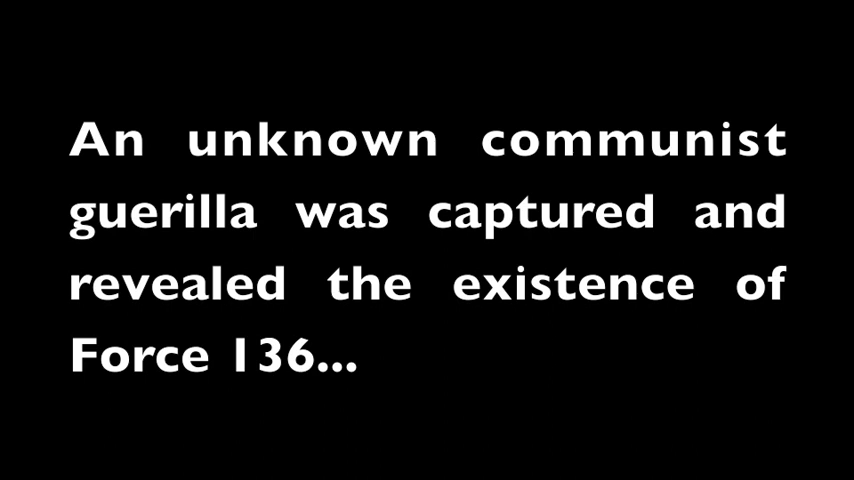 An unknown communist
guerilla was captured and
revealed the existence of
Force 136...